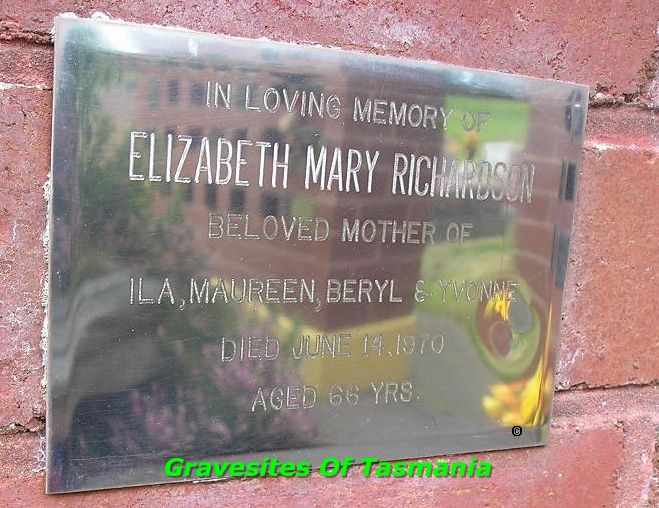 IN LOVING MEMORY OF
ELIZABETH MARY RICHARDSON
BELOVED MOTHER OF
ILA, MAUREEN, BERYL & YVONNE
DIED JUNE 14, 1970
AGED 66 YRS.
©
Gravesites Of Tasmania